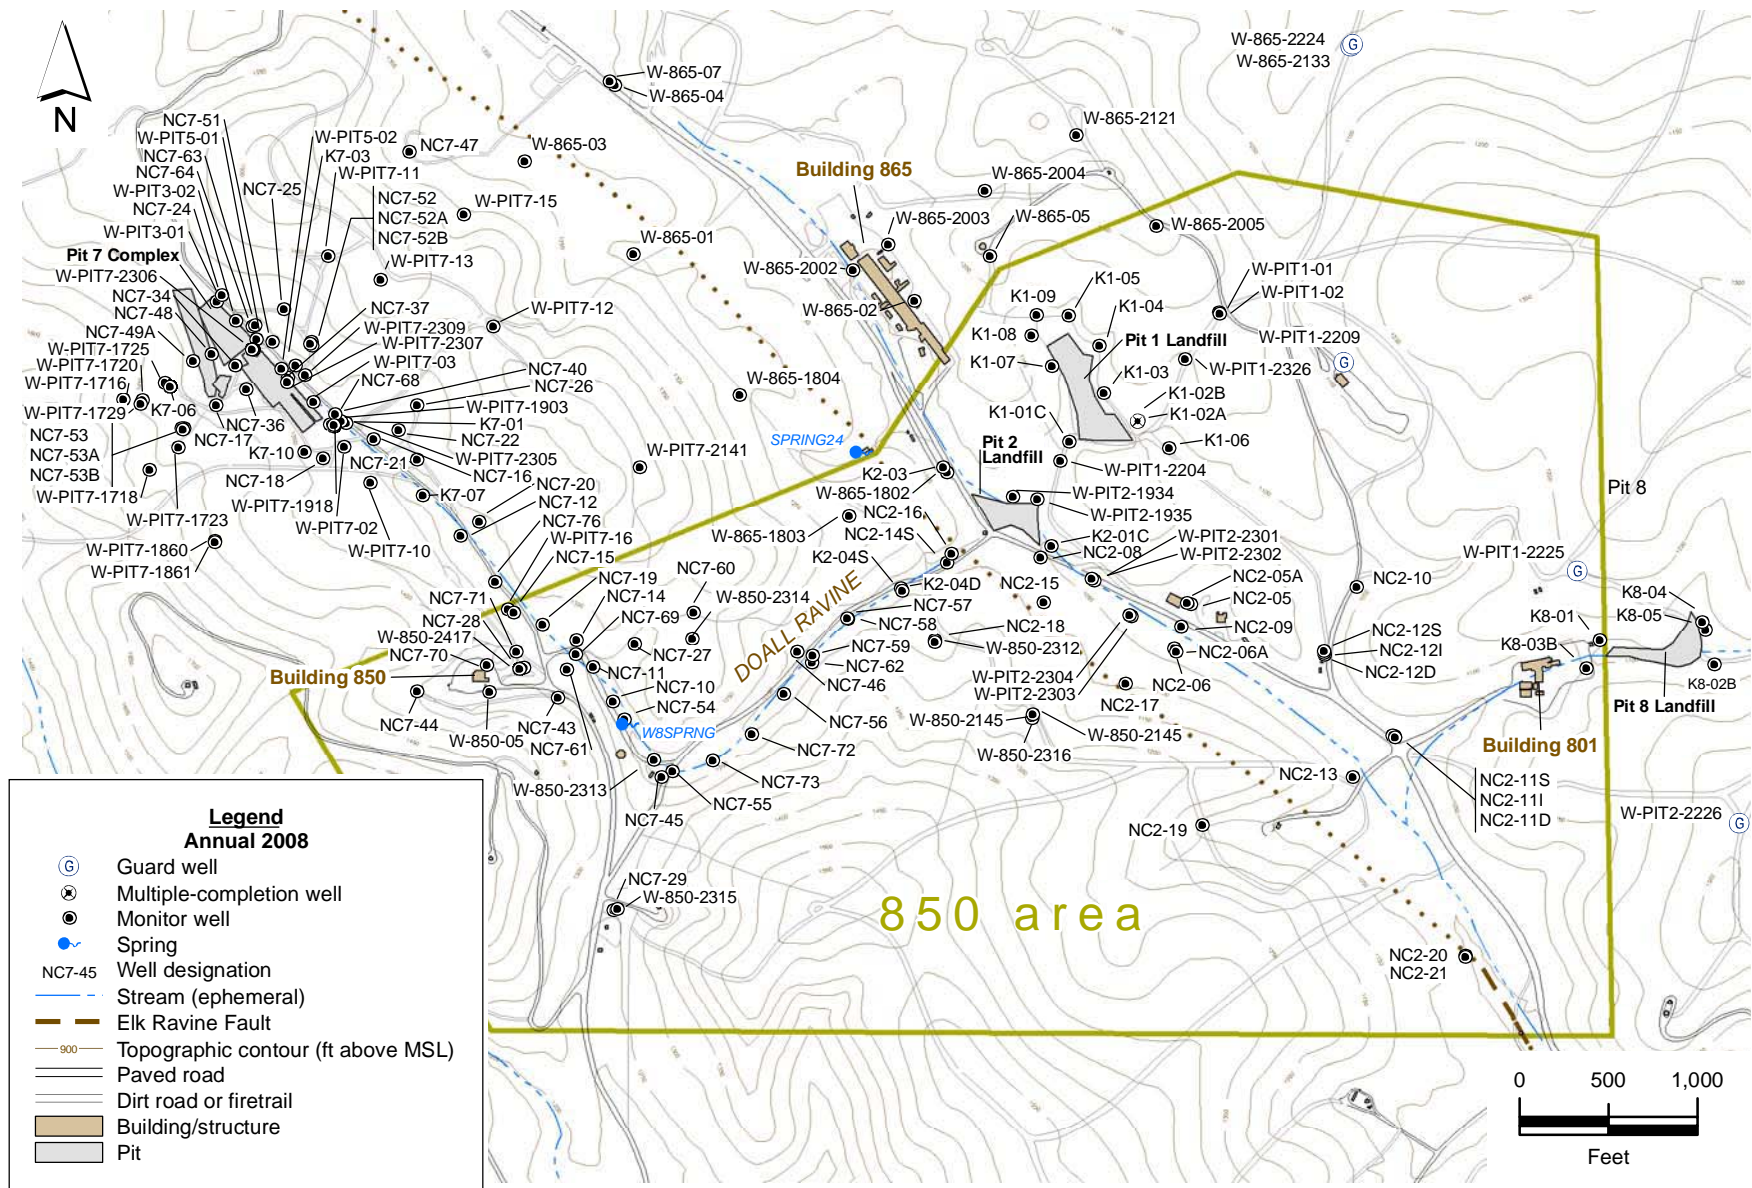 W-865-2224
W-865-2133
W-865-07
W-865-04
N
NC7-51
W-PIT5-01
NC7-63
NC7-64
W-PIT3-02
NC7-24
W-PIT3-01
Pit 7 Complex
W-PIT7-2306
NC7-34
NC7-48
NC7-49A
W-PIT7-1725
W-PIT7-1720
W-PIT7-1716
W-PIT7-1729
K7-06
NC7-53
NC7-53A
NC7-53B
W-PIT7-1718
NC7-17
W-PIT7-1723
W-PIT7-1860
W-PIT7-1861
NC7-25
W-PIT5-02
K7-03
W-PIT7-11
NC7-52
NC7-52A
NC7-52B
W-PIT7-13
NC7-47
W-865-03
W-PIT7-15
W-865-01
NC7-37
W-PIT7-2309
W-PIT7-2307
W-PIT7-03
NC7-68
W-PIT7-12
NC7-40
NC7-26
W-PIT7-1903
K7-01
NC7-22
W-PIT7-2305
NC7-16
NC7-36
K7-10
NC7-18
W-PIT7-1918
W-PIT7-02
NC7-21
W-PIT7-10
K7-07
NC7-20
NC7-12
NC7-76
W-PIT7-16
NC7-15
NC7-19
NC7-14
NC7-69
NC7-71
NC7-28
W-850-2417
NC7-70
Building 850
NC7-44
W-850-05
NC7-43
NC7-61
NC7-11
NC7-10
NC7-54
W8SPRNG
NC7-27
NC7-60
W-850-2314
W-850-2313
NC7-45
NC7-55
NC7-73
NC7-72
NC7-56
NC7-46
NC7-62
NC7-59
NC7-58
NC7-57
DOALL RAVINE
NC7-29
W-850-2315
Building 865
W-865-2121
W-865-2004
W-865-2003
W-865-05
W-865-2002
W-865-02
W-865-2005
W-865-1804
SPRING24
W-PIT7-2141
K2-03
W-865-1802
W-865-1803
NC2-16
NC2-14S
K2-04S
K2-04D
K1-09
K1-05
K1-08
K1-04
K1-07
Pit 1 Landfill
K1-03
K1-01C
K1-02B
K1-02A
K1-06
W-PIT1-01
W-PIT1-02
W-PIT1-2209
W-PIT1-2326
Pit 2
Landfill
W-PIT1-2204
W-PIT2-1934
W-PIT2-1935
K2-01C
NC2-08
W-PIT2-2301
W-PIT2-2302
NC2-15
NC2-05A
NC2-05
NC2-09
NC2-18
W-850-2312
NC2-06A
NC2-06
W-PIT2-2304
W-PIT2-2303
NC2-17
W-850-2145
W-850-2316
W-850-2145
NC2-10
NC2-12S
NC2-12I
NC2-12D
W-PIT1-2225
Pit 8
K8-04
K8-05
K8-01
K8-03B
K8-02B
Pit 8 Landfill
Building 801
NC2-13
NC2-11S
NC2-11I
NC2-11D
W-PIT2-2226
NC2-19
NC2-20
NC2-21
850 area
Legend
Annual 2008
G Guard well
Multiple-completion well
Monitor well
Spring
NC7-45 Well designation
Stream (ephemeral)
Elk Ravine Fault
900 Topographic contour (ft above MSL)
Paved road
Dirt road or firetrail
Building/structure
Pit
0 500 1,000
Feet